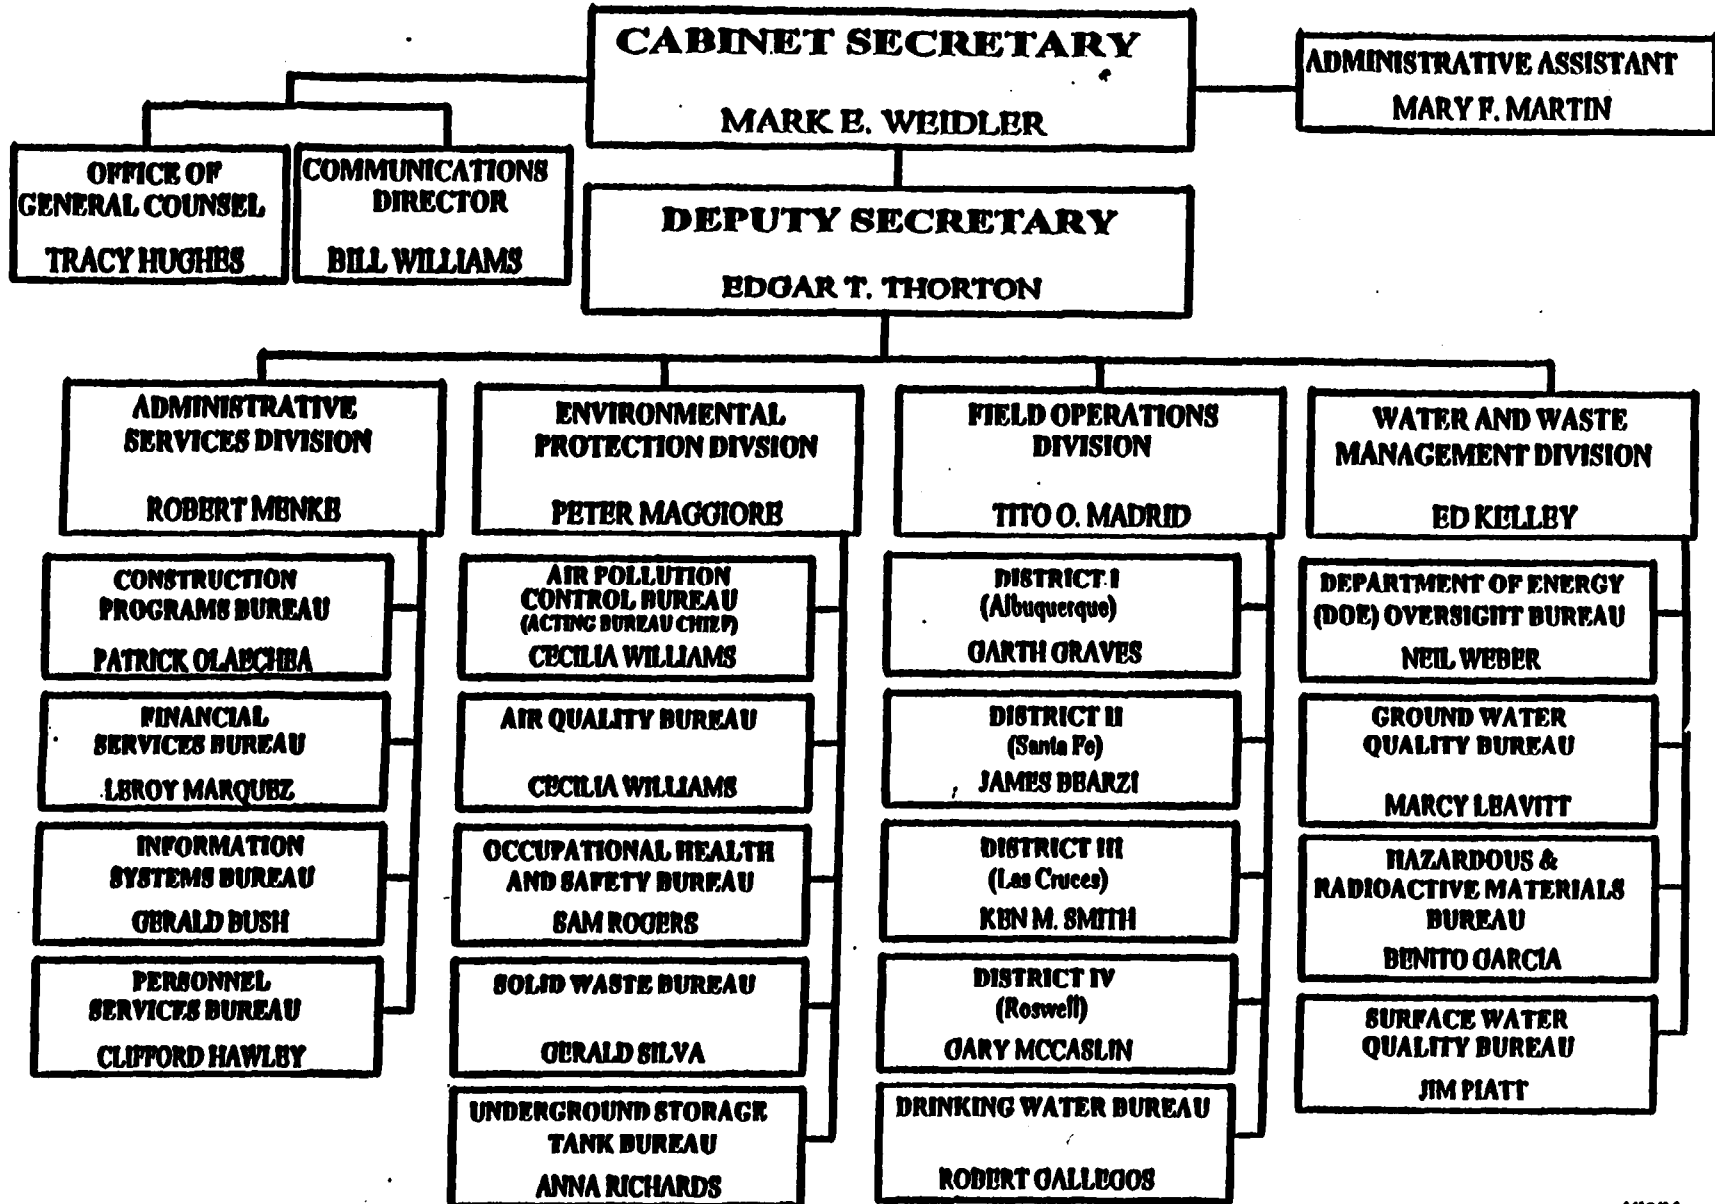 CABINET SECRETARY
MARK E. WEIDLER
ADMINISTRATIVE ASSISTANT
MARY F. MARTIN
OFFICE OF
GENERAL COUNSEL
TRACY HUGHES
COMMUNICATIONS
DIRECTOR
BILL WILLIAMS
DEPUTY SECRETARY
EDGAR T. THORTON
ADMINISTRATIVE
SERVICES DIVISION
ROBERT MENKE
CONSTRUCTION
PROGRAMS BUREAU
PATRICK OLAECHEA
FINANCIAL
SERVICES BUREAU
LEROY MARQUEZ
INFORMATION
SYSTEMS BUREAU
GERALD BUSH
PERSONNEL
SERVICES BUREAU
CLIFFORD HAWLEY
ENVIRONMENTAL
PROTECTION DIVSION
PETER MAGGIORE
AIR POLLUTION
CONTROL BUREAU
(ACTING BUREAU CHIEF)
CECILIA WILLIAMS
AIR QUALITY BUREAU
CECILIA WILLIAMS
OCCUPATIONAL HEALTH
AND SAFETY BUREAU
SAM ROGERS
SOLID WASTE BUREAU
GERALD SILVA
UNDERGROUND STORAGE
TANK BUREAU
ANNA RICHARDS
FIELD OPERATIONS
DIVISION
TITO O. MADRID
DISTRICT I
(Albuquerque)
GARTH GRAVES
DISTRICT II
(Santa Fe)
JAMES BEARZI
DISTRICT III
(Las Cruces)
KEN M. SMITH
DISTRICT IV
(Roswell)
GARY MCCASLIN
DRINKING WATER BUREAU
ROBERT GALLEGOS
WATER AND WASTE
MANAGEMENT DIVISION
ED KELLEY
DEPARTMENT OF ENERGY
(DOE) OVERSIGHT BUREAU
NEIL WEBER
GROUND WATER
QUALITY BUREAU
MARCY LEAVITT
HAZARDOUS &
RADIOACTIVE MATERIALS
BUREAU
BENITO GARCIA
SURFACE WATER
QUALITY BUREAU
JIM PIATT